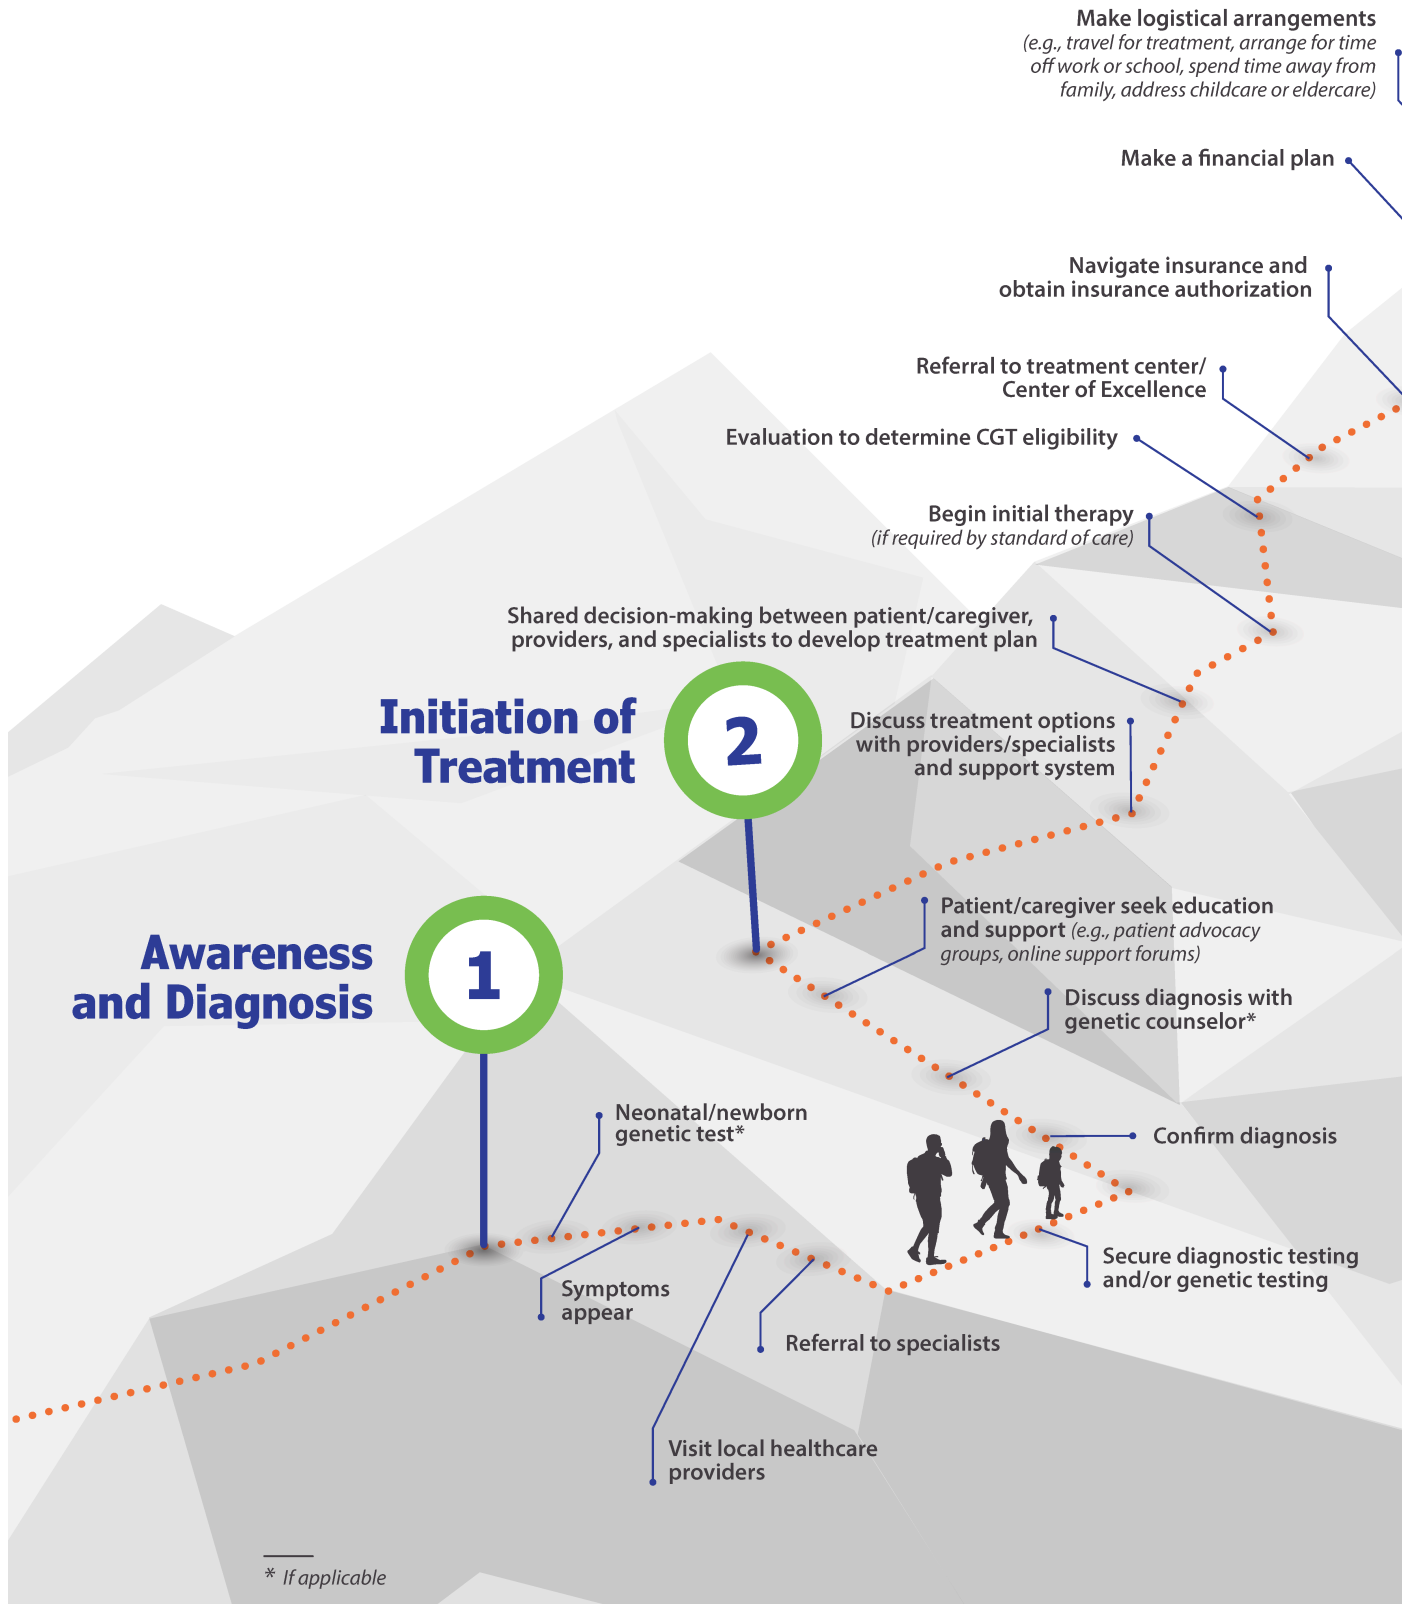 Make logistical arrangements
(e.g., travel for treatment, arrange for time
off work or school, spend time away from
family, address childcare or eldercare)
Make a financial plan
Navigate insurance and
obtain insurance authorization
Referral to treatment center/
Center of Excellence
Evaluation to determine CGT eligibility
Begin initial therapy
(if required by standard of care)
Shared decision-making between patient/caregiver,
providers, and specialists to develop treatment plan
Initiation of
Treatment
2
Discuss treatment options
with providers/specialists
and support system
Patient/caregiver seek education
and support (e.g., patient advocacy
groups, online support forums)
Awareness
and Diagnosis
1
Discuss diagnosis with
genetic counselor*
Neonatal/newborn
genetic test*
Confirm diagnosis
Secure diagnostic testing
and/or genetic testing
Symptoms
appear
Referral to specialists
Visit local healthcare
providers
* If applicable